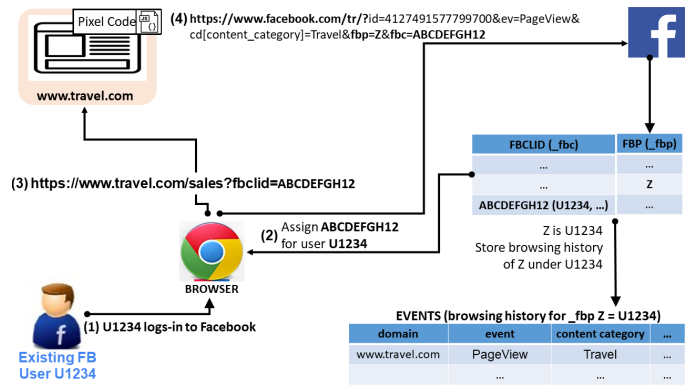 Pixel Code
JS
{ }
www.travel.com
(4) https://www.facebook.com/tr/?id=4127491577799700&ev=PageView&
cd[content_category]=Travel&fbp=Z&fbc=ABCDEFGH12
f
FBCLID (_fbc) FBP (_fbp)
... ...
... Z
ABCDEFGH12 (U1234, ...) ...
(3) https://www.travel.com/sales?fbclid=ABCDEFGH12
(2) Assign ABCDEFGH12
for user U1234
Z is U1234
Store browsing history
of Z under U1234
BROWSER
(1) U1234 logs-in to Facebook
f
Existing FB
User U1234
EVENTS (browsing history for _fbp Z = U1234)
domain event content category ...
www.travel.com PageView Travel ...
... ... ...